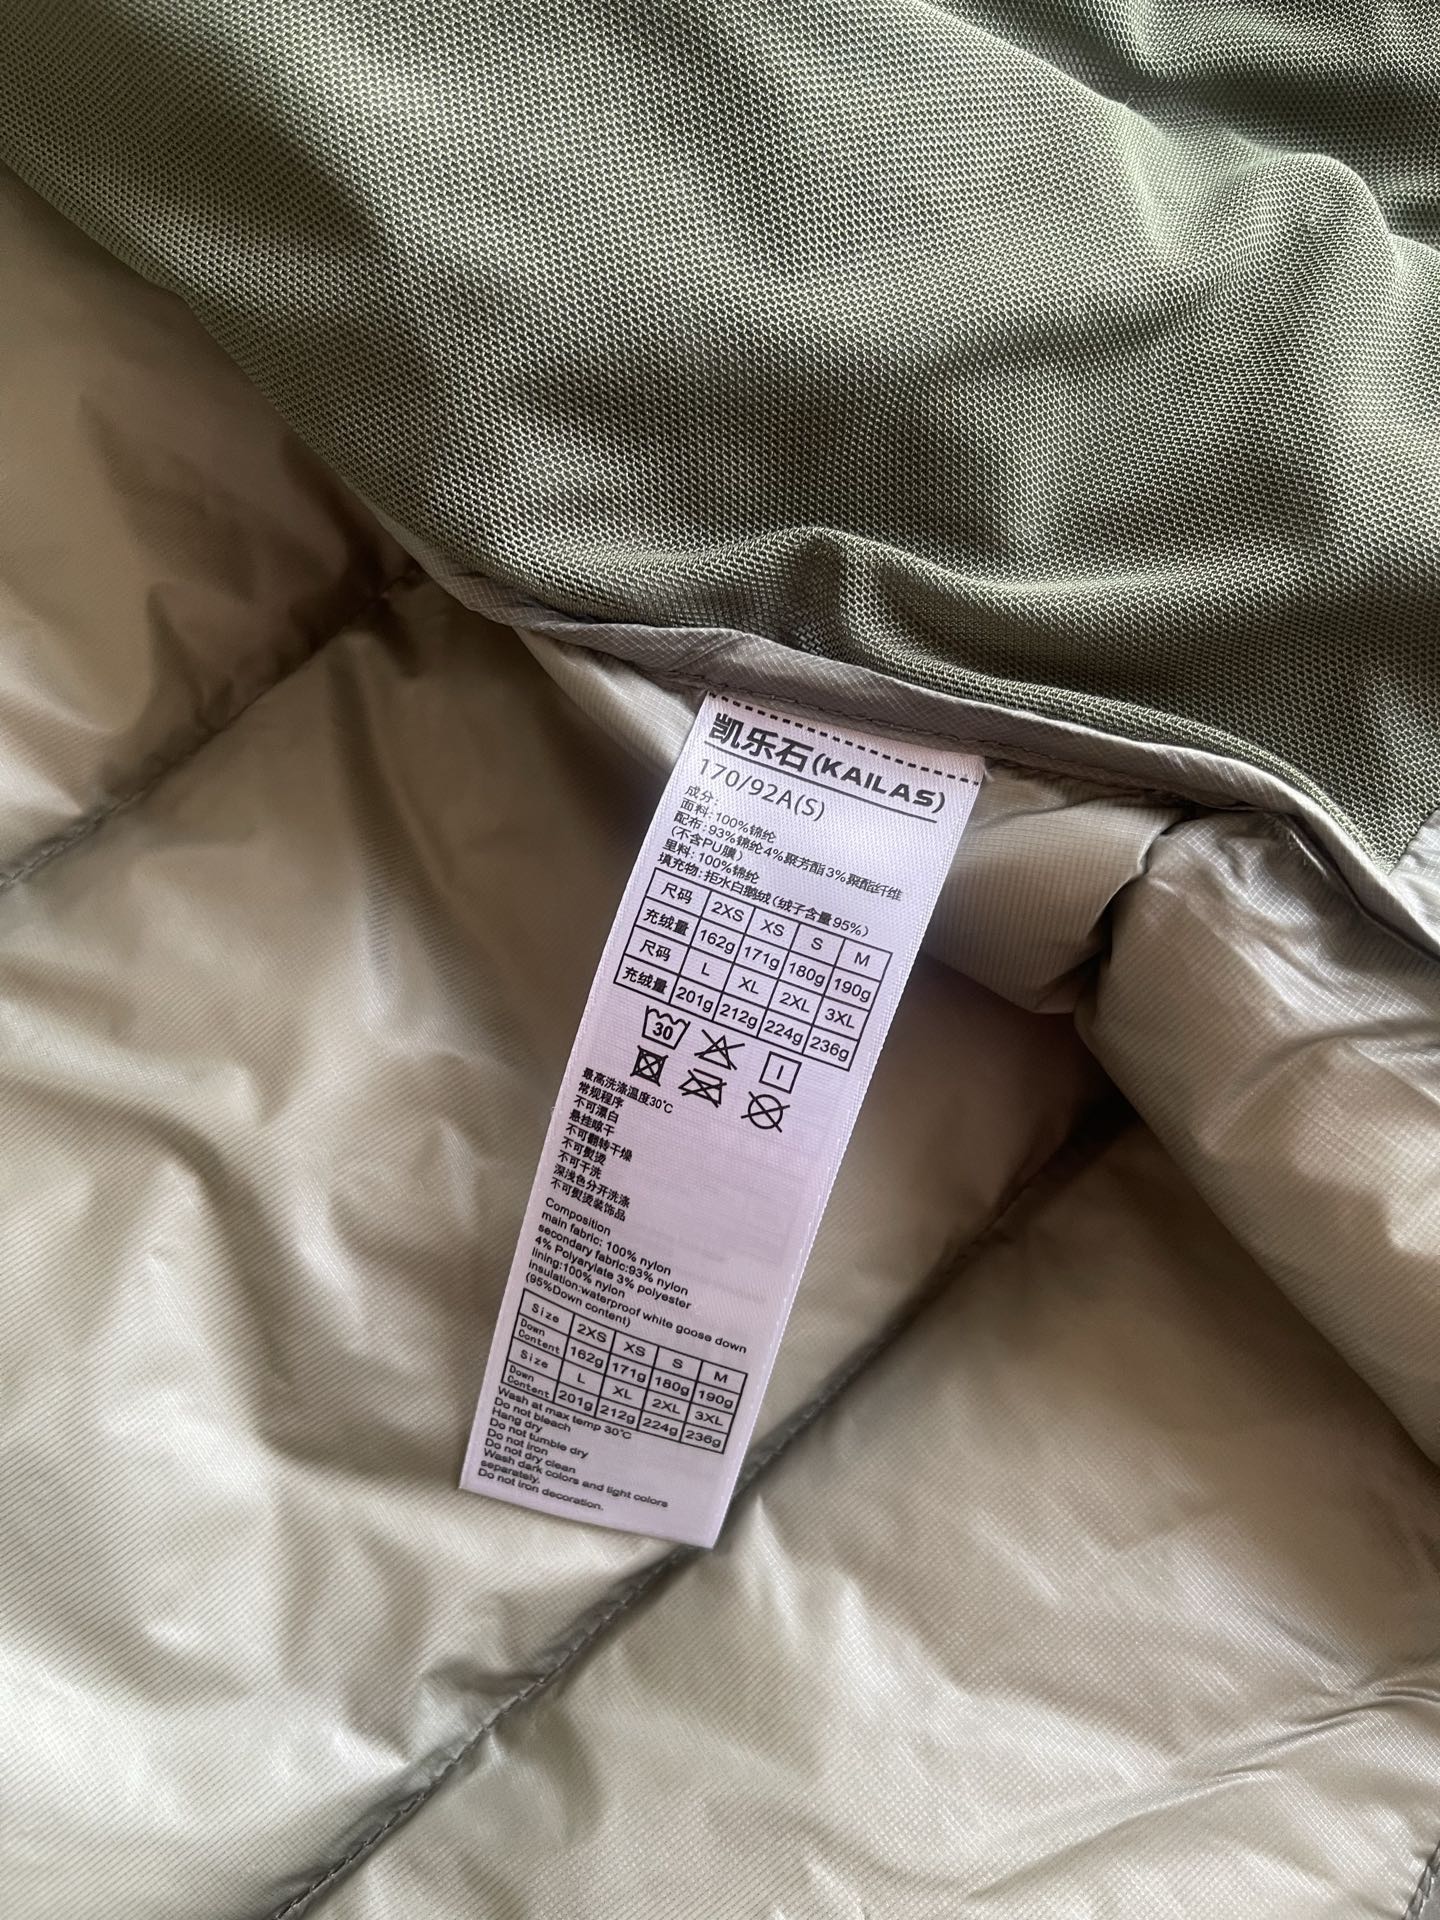 凯乐石(KAILAS)
170/92A(S)
成分:
面料:100%锦纶
配布:93%锦纶4%聚芳酯3%聚酯纤维
(不含PU膜)
里料:100%锦纶
填充物:拒水白鹅绒(绒子含量95%)
尺码 2XS XS S M
充绒量 162g 171g 180g 190g
尺码 L XL 2XL 3XL
充绒量 201g 212g 224g 236g
30
最高洗涤温度30℃
常规程序
不可漂白
悬挂晾干
不可翻转干燥
不可熨烫
不可干洗
深浅色分开洗涤
不可熨烫装饰品
Composition
main fabric: 100% nylon
secondary fabric:93% nylon
4% Polyarylate 3% polyester
lining:100% nylon
insulation:waterproof white goose down
(95%Down content)
Size 2XS XS S M
Down Content 162g 171g 180g 190g
Size L XL 2XL 3XL
Down Content 201g 212g 224g 236g
Wash at max temp 30℃
Do not bleach
Hang dry
Do not tumble dry
Do not iron
Do not dry clean
Wash dark colors and light colors
separately.
Do not iron decoration.